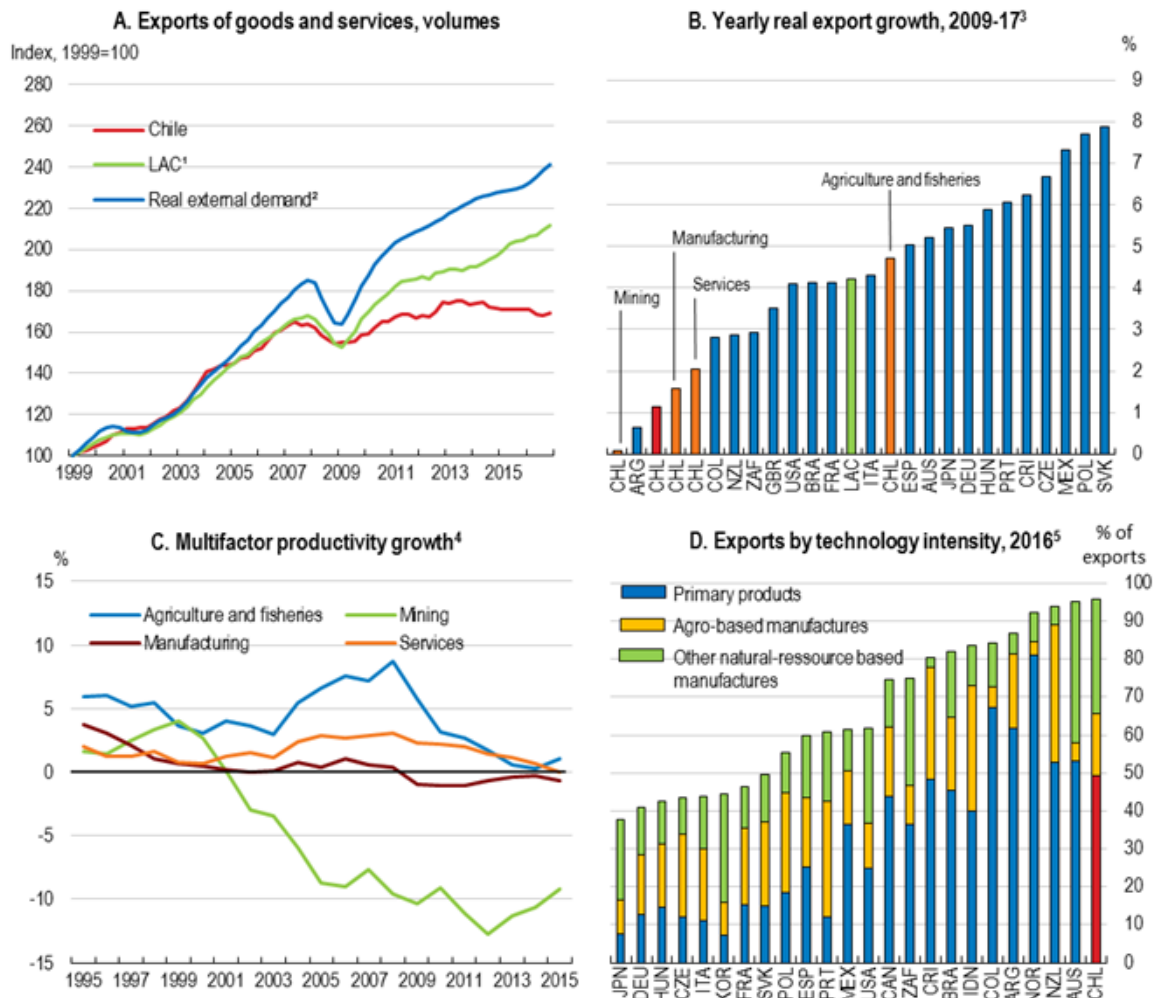 A. Exports of goods and services, volumes
Index, 1999=100
280
260
240
220
200
180
160
140
120
100
Chile
LAC¹
Real external demand²
1999 2001 2003 2005 2007 2009 2011 2013 2015
B. Yearly real export growth, 2009-17³
%
9
8
7
6
5
4
3
2
1
0
Agriculture and fisheries
Manufacturing
Services
Mining
CHL ARG CHL CHL CHL COL NZL ZAF GBR USA BRA FRA LAC ITA CHL ESP AUS JPN DEU HUN PRT CRI CZE MEX POL SVK
C. Multifactor productivity growth⁴
%
15
10
5
0
-5
-10
-15
Agriculture and fisheries
Mining
Manufacturing
Services
1995 1997 1999 2001 2003 2005 2007 2009 2011 2013 2015
D. Exports by technology intensity, 2016⁵
% of
exports
100
90
80
70
60
50
40
30
20
10
0
Primary products
Agro-based manufactures
Other natural-ressource based
manufactures
JPN DEU HUN CZE ITA KOR FRA SVK POL ESP PRT MEX USA CAN ZAF CRI BRA IDN COL ARG NOR NZL AUS CHL